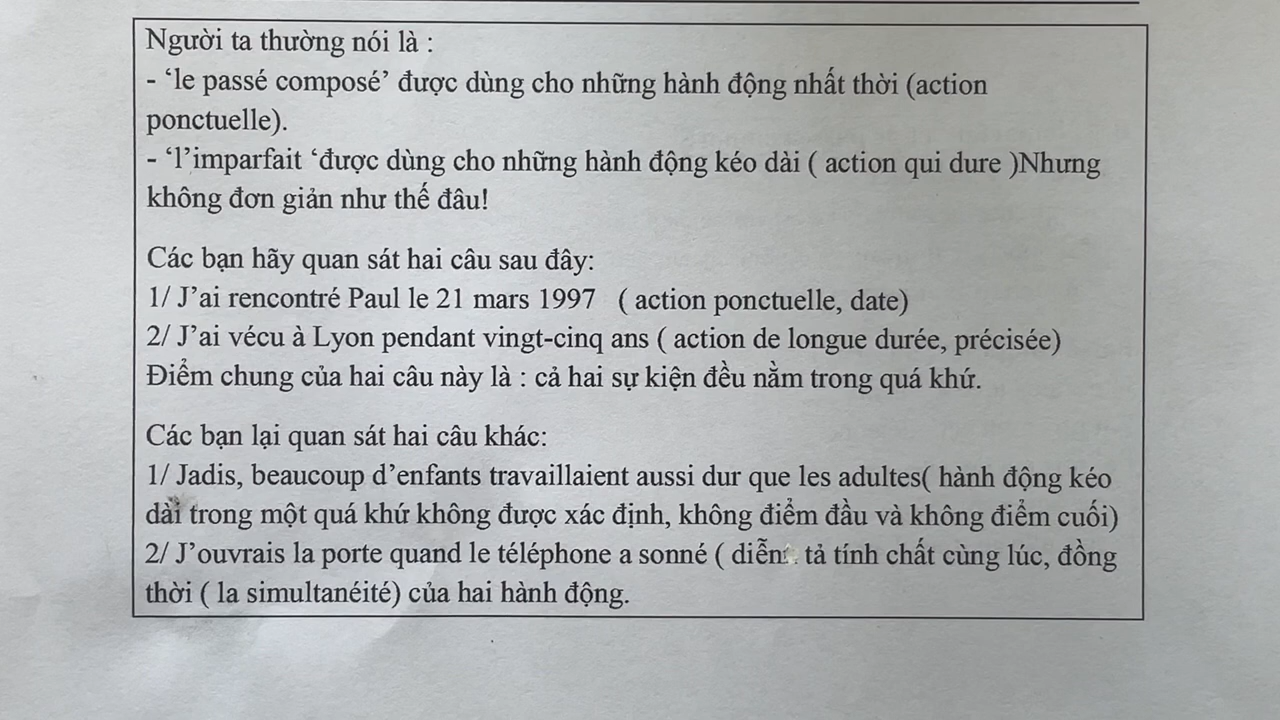 Người ta thường nói là :
- ‘le passé composé’ được dùng cho những hành động nhất thời (action
ponctuelle).
- ‘l’imparfait ‘được dùng cho những hành động kéo dài ( action qui dure )Nhưng
không đơn giản như thế đâu!
Các bạn hãy quan sát hai câu sau đây:
1/ J’ai rencontré Paul le 21 mars 1997 ( action ponctuelle, date)
2/ J’ai vécu à Lyon pendant vingt-cinq ans ( action de longue durée, précisée)
Điểm chung của hai câu này là : cả hai sự kiện đều nằm trong quá khứ.
Các bạn lại quan sát hai câu khác:
1/ Jadis, beaucoup d’enfants travaillaient aussi dur que les adultes( hành động kéo
dài trong một quá khứ không được xác định, không điểm đầu và không điểm cuối)
2/ J’ouvrais la porte quand le téléphone a sonné ( diễn tả tính chất cùng lúc, đồng
thời ( la simultanéité) của hai hành động.